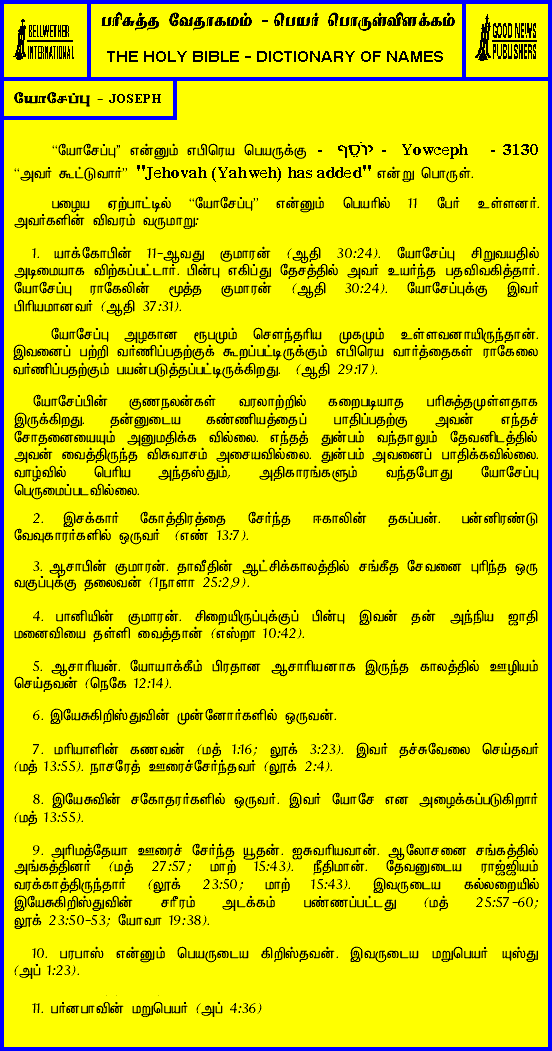 BELLWETHER
INTERNATIONAL
பரிசுத்த வேதாகமம் - பெயர் பொருள்விளக்கம்
THE HOLY BIBLE - DICTIONARY OF NAMES
GOOD NEWS
PUBLISHERS
யோசேப்பு - JOSEPH
“யோசேப்பு” என்னும் எபிரெய பெயருக்கு - יוֹסֵף - Yowceph - 3130
“அவர் கூட்டுவார்” "Jehovah (Yahweh) has added" என்று பொருள்.
பழைய ஏற்பாட்டில் “யோசேப்பு” என்னும் பெயரில் 11 பேர் உள்ளனர்.
அவர்களின் விவரம் வருமாறு:
1. யாக்கோபின் 11-ஆவது குமாரன் (ஆதி 30:24). யோசேப்பு சிறுவயதில்
அடிமையாக விற்கப்பட்டார். பின்பு எகிப்து தேசத்தில் அவர் உயர்ந்த பதவிவகித்தார்.
யோசேப்பு ராகேலின் மூத்த குமாரன் (ஆதி 30:24). யோசேப்புக்கு இவர்
பிரியமானவர் (ஆதி 37:31).
யோசேப்பு அழகான ரூபமும் சௌந்தரிய முகமும் உள்ளவனாயிருந்தான்.
இவனைப் பற்றி வர்ணிப்பதற்குக் கூறப்பட்டிருக்கும் எபிரெய வார்த்தைகள் ராகேலை
வர்ணிப்பதற்கும் பயன்படுத்தப்பட்டிருக்கிறது. (ஆதி 29:17).
யோசேப்பின் குணநலன்கள் வரலாற்றில் கறைபடியாத பரிசுத்தமுள்ளதாக
இருக்கிறது. தன்னுடைய கண்ணியத்தைப் பாதிப்பதற்கு அவன் எந்தச்
சோதனையையும் அனுமதிக்க வில்லை. எந்தத் துன்பம் வந்தாலும் தேவனிடத்தில்
அவன் வைத்திருந்த விசுவாசம் அசையவில்லை. துன்பம் அவனைப் பாதிக்கவில்லை.
வாழ்வில் பெரிய அந்தஸ்தும், அதிகாரங்களும் வந்தபோது யோசேப்பு
பெருமைப்படவில்லை.
2. இசக்கார் கோத்திரத்தை சேர்ந்த ஈகாலின் தகப்பன். பன்னிரண்டு
வேவுகாரர்களில் ஒருவர் (எண் 13:7).
3. ஆசாபின் குமாரன். தாவீதின் ஆட்சிக்காலத்தில் சங்கீத சேவனை புரிந்த ஒரு
வகுப்புக்கு தலைவன் (1நாளா 25:2,9).
4. பானியின் குமாரன். சிறையிருப்புக்குப் பின்பு இவன் தன் அந்நிய ஜாதி
மனைவியை தள்ளி வைத்தான் (எஸ்றா 10:42).
5. ஆசாரியன். யோயாக்கீம் பிரதான ஆசாரியனாக இருந்த காலத்தில் ஊழியம்
செய்தவன் (நெகே 12:14).
6. இயேசுகிறிஸ்துவின் முன்னோர்களில் ஒருவன்.
7. மரியாளின் கணவன் (மத் 1:16; லூக் 3:23). இவர் தச்சுவேலை செய்தவர்
(மத் 13:55). நாசரேத் ஊரைச்சேர்ந்தவர் (லூக் 2:4).
8. இயேசுவின் சகோதரர்களில் ஒருவர். இவர் யோசே என அழைக்கப்படுகிறார்
(மத் 13:55).
9. அரிமத்தேயா ஊரைச் சேர்ந்த யூதன். ஐசுவரியவான். ஆலோசனை சங்கத்தில்
அங்கத்தினர் (மத் 27:57; மாற் 15:43). நீதிமான். தேவனுடைய ராஜ்ஜியம்
வரக்காத்திருந்தார் (லூக் 23:50; மாற் 15:43). இவருடைய கல்லறையில்
இயேசுகிறிஸ்துவின் சரீரம் அடக்கம் பண்ணப்பட்டது (மத் 25:57-60;
லூக் 23:50-53; யோவா 19:38).
10. பரபாஸ் என்னும் பெயருடைய கிறிஸ்தவன். இவருடைய மறுபெயர் யுஸ்து
(அப் 1:23).
11. பர்னபாவின் மறுபெயர் (அப் 4:36)